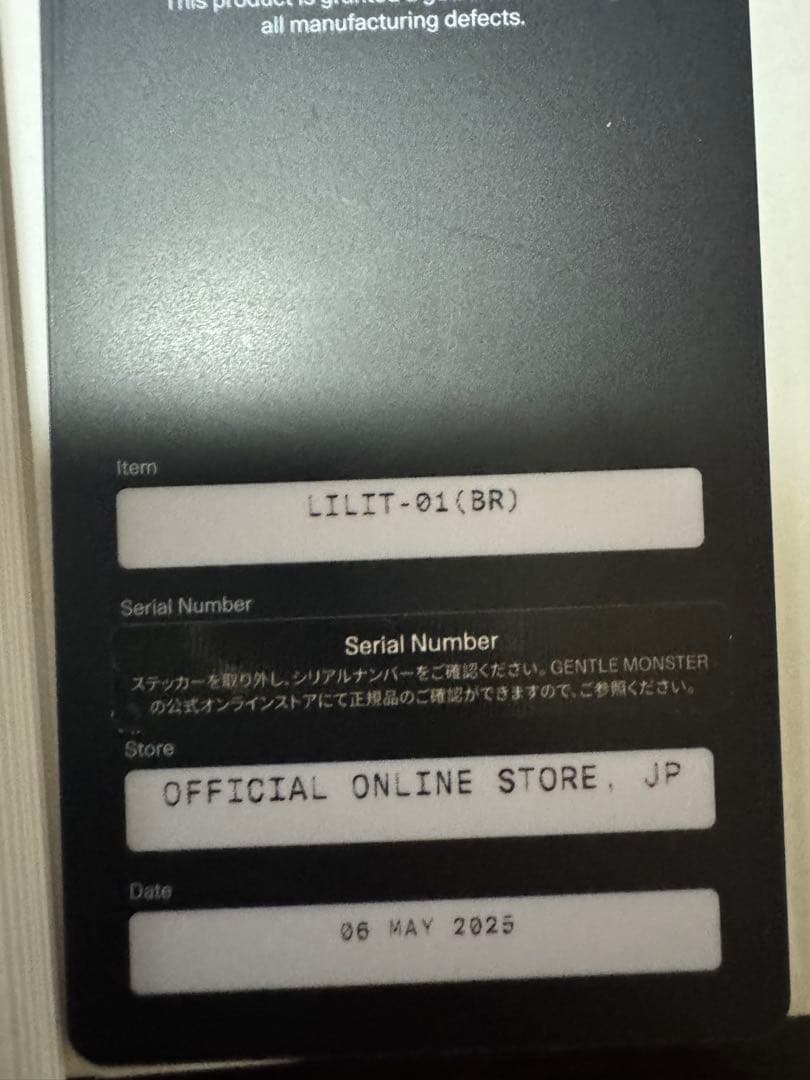 This product is granted a
all manufacturing defects.
Item
LILIT-01(BR)
Serial Number
Serial Number
ステッカーを取り外し、シリアルナンバーをご確認ください。GENTLE MONSTER
の公式オンラインストアにて正規品のご確認ができますので、ご参照ください。
Store
OFFICIAL ONLINE STORE, JP
Date
06 MAY 2025